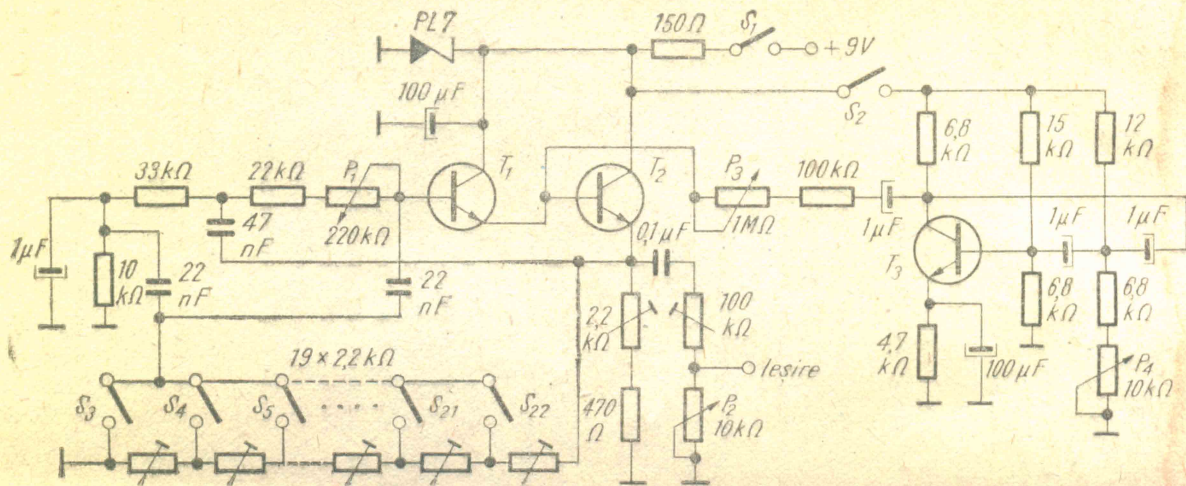 PL7
150Ω
S1
+9V
100 μF
S2
6,8 kΩ
15 kΩ
12 kΩ
33kΩ
22kΩ
P1
T1
T2
P3
100kΩ
220kΩ
1MΩ
1μF
1μF
1μF
47 nF
0,1μF
T3
1μF
10 kΩ
22 nF
22 nF
2,2 kΩ
100 kΩ
6,8 kΩ
6,8 kΩ
19 x 2,2kΩ
Ieșire
4,7 kΩ
100μF
P4
10kΩ
S3
S4
S5
S21
S22
470 Ω
P2
10kΩ